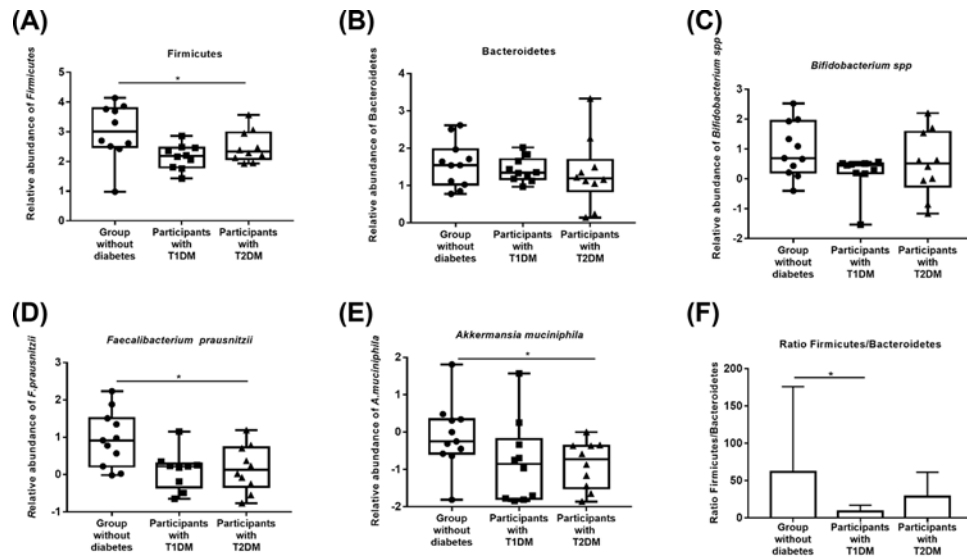 (A)
Firmicutes
*
Relative abundance of Firmicutes
5
4
3
2
1
0
Group
without
diabetes
Participants
with
T1DM
Participants
with
T2DM
(B)
Bacteroidetes
Relative abundance of Bacteroidetes
4
3
2
1
0
Group
without
diabetes
Participants
with
T1DM
Participants
with
T2DM
(C)
Bifidobacterium spp
Relative abundance of Bifidobacterium spp
3
2
1
0
-1
-2
Group
without
diabetes
Participants
with
T1DM
Participants
with
T2DM
(D)
Faecalibacterium prausnitzii
*
Relative abundance of F.prausnitzii
3
2
1
0
-1
Group
without
diabetes
Participants
with
T1DM
Participants
with
T2DM
(E)
Akkermansia muciniphila
*
Relative abundance of A.muciniphila
2
1
0
-1
-2
Group
without
diabetes
Participants
with
T1DM
Participants
with
T2DM
(F)
Ratio Firmicutes/Bacteroidetes
*
Ratio Firmicutes/Bacteroidetes
200
150
100
50
0
Group
without
diabetes
Participants
with
T1DM
Participants
with
T2DM